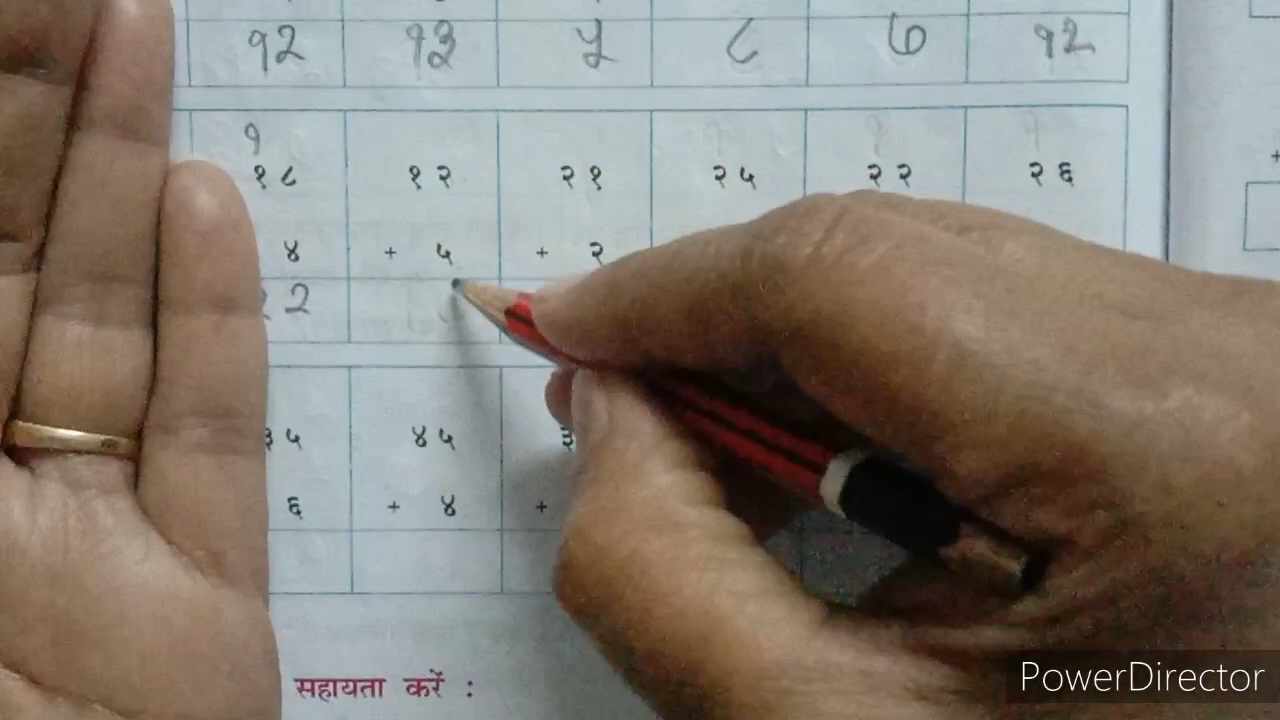 १२ १३ ५ ८ ७ १२
१
१८ १२ २१ २५ २२ २६
४ + ५ + २
२
३५ ४५
६ + ४ +
सहायता करें :
PowerDirector